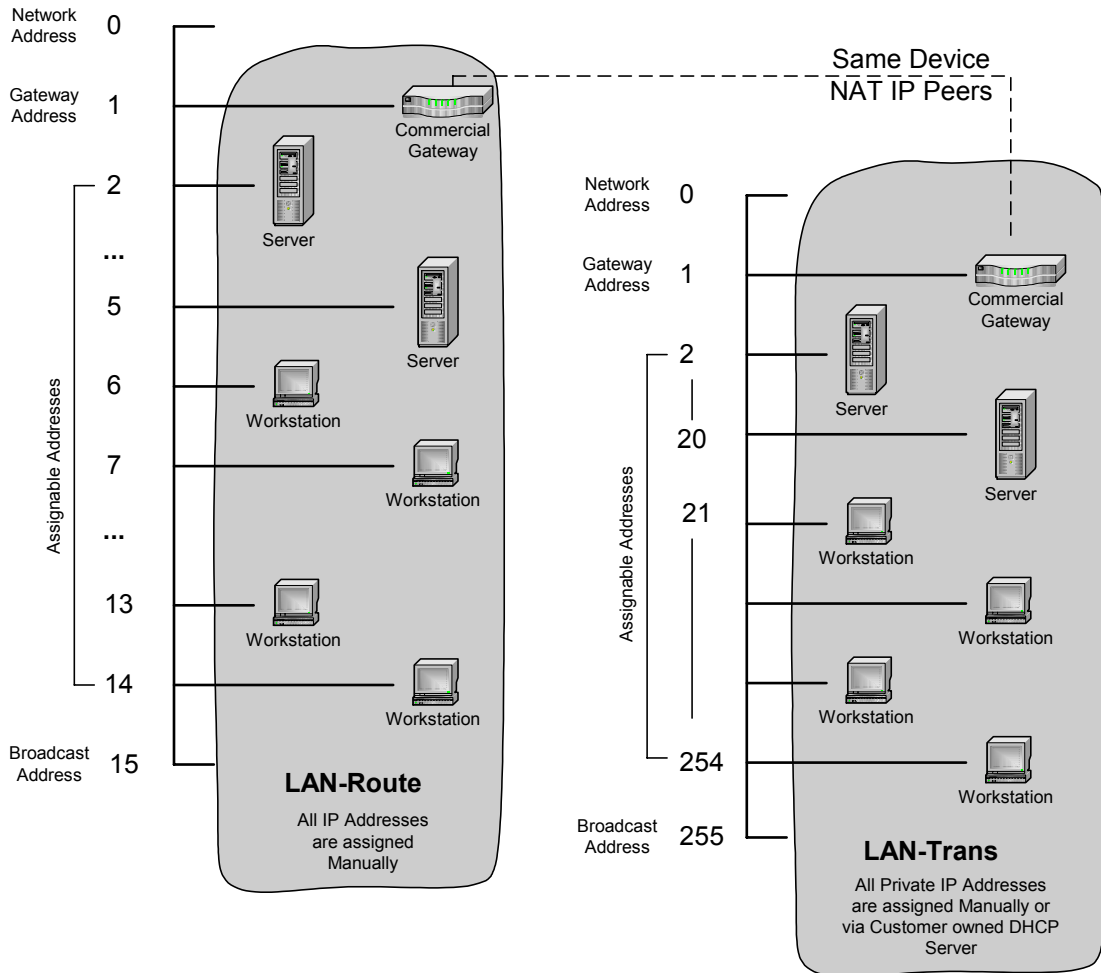 Network
Address
0
Gateway
Address
1
Commercial
Gateway
2
Server
...
5
Server
6
Workstation
7
Workstation
Assignable Addresses
...
13
Workstation
14
Workstation
Broadcast
Address
15
LAN-Route
All IP Addresses
are assigned
Manually
Same Device
NAT IP Peers
Network
Address
0
Gateway
Address
1
Commercial
Gateway
2
Server
20
Server
21
Workstation
Assignable Addresses
Workstation
Workstation
254
Workstation
Broadcast
Address
255
LAN-Trans
All Private IP Addresses
are assigned Manually or
via Customer owned DHCP
Server